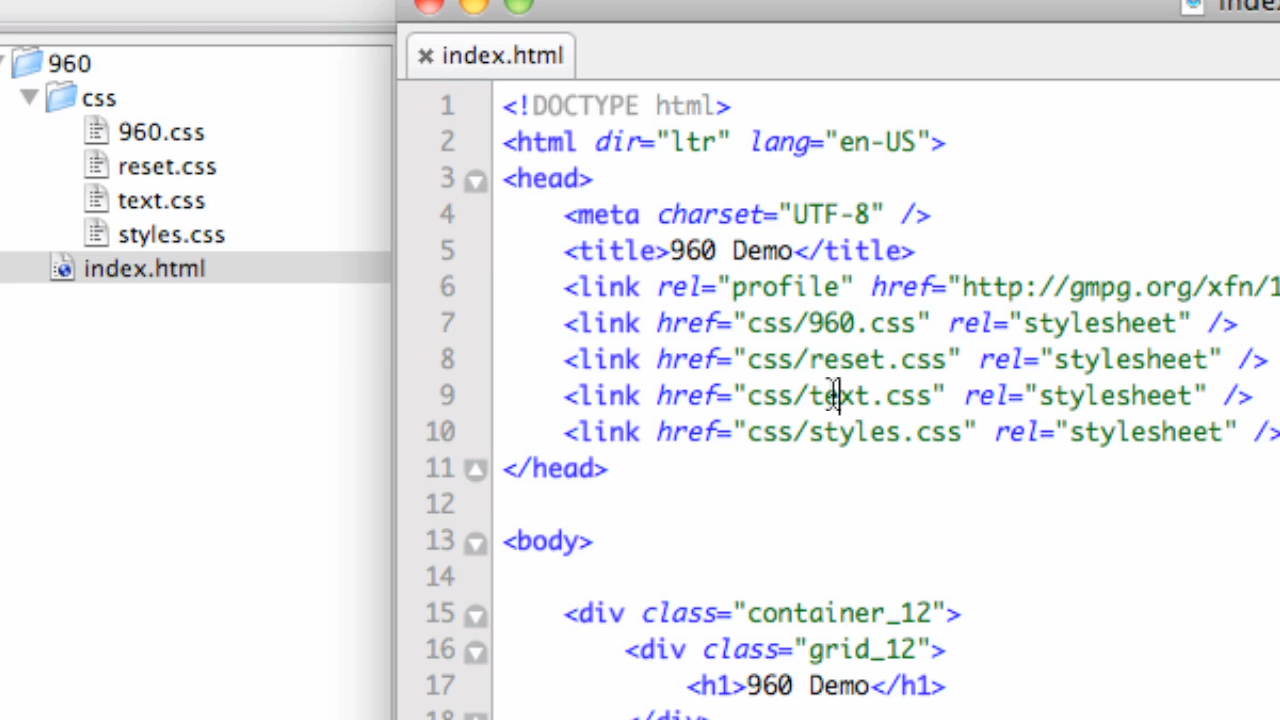 960
css
960.css
reset.css
text.css
styles.css
index.html
index.html
1 <!DOCTYPE html>
2 <html dir="ltr" lang="en-US">
3 <head>
4 <meta charset="UTF-8" />
5 <title>960 Demo</title>
6 <link rel="profile" href="http://gmpg.org/xfn/1
7 <link href="css/960.css" rel="stylesheet" />
8 <link href="css/reset.css" rel="stylesheet" />
9 <link href="css/text.css" rel="stylesheet" />
10 <link href="css/styles.css" rel="stylesheet" />
11 </head>
12
13 <body>
14
15 <div class="container_12">
16 <div class="grid_12">
17 <h1>960 Demo</h1>
18 </div>